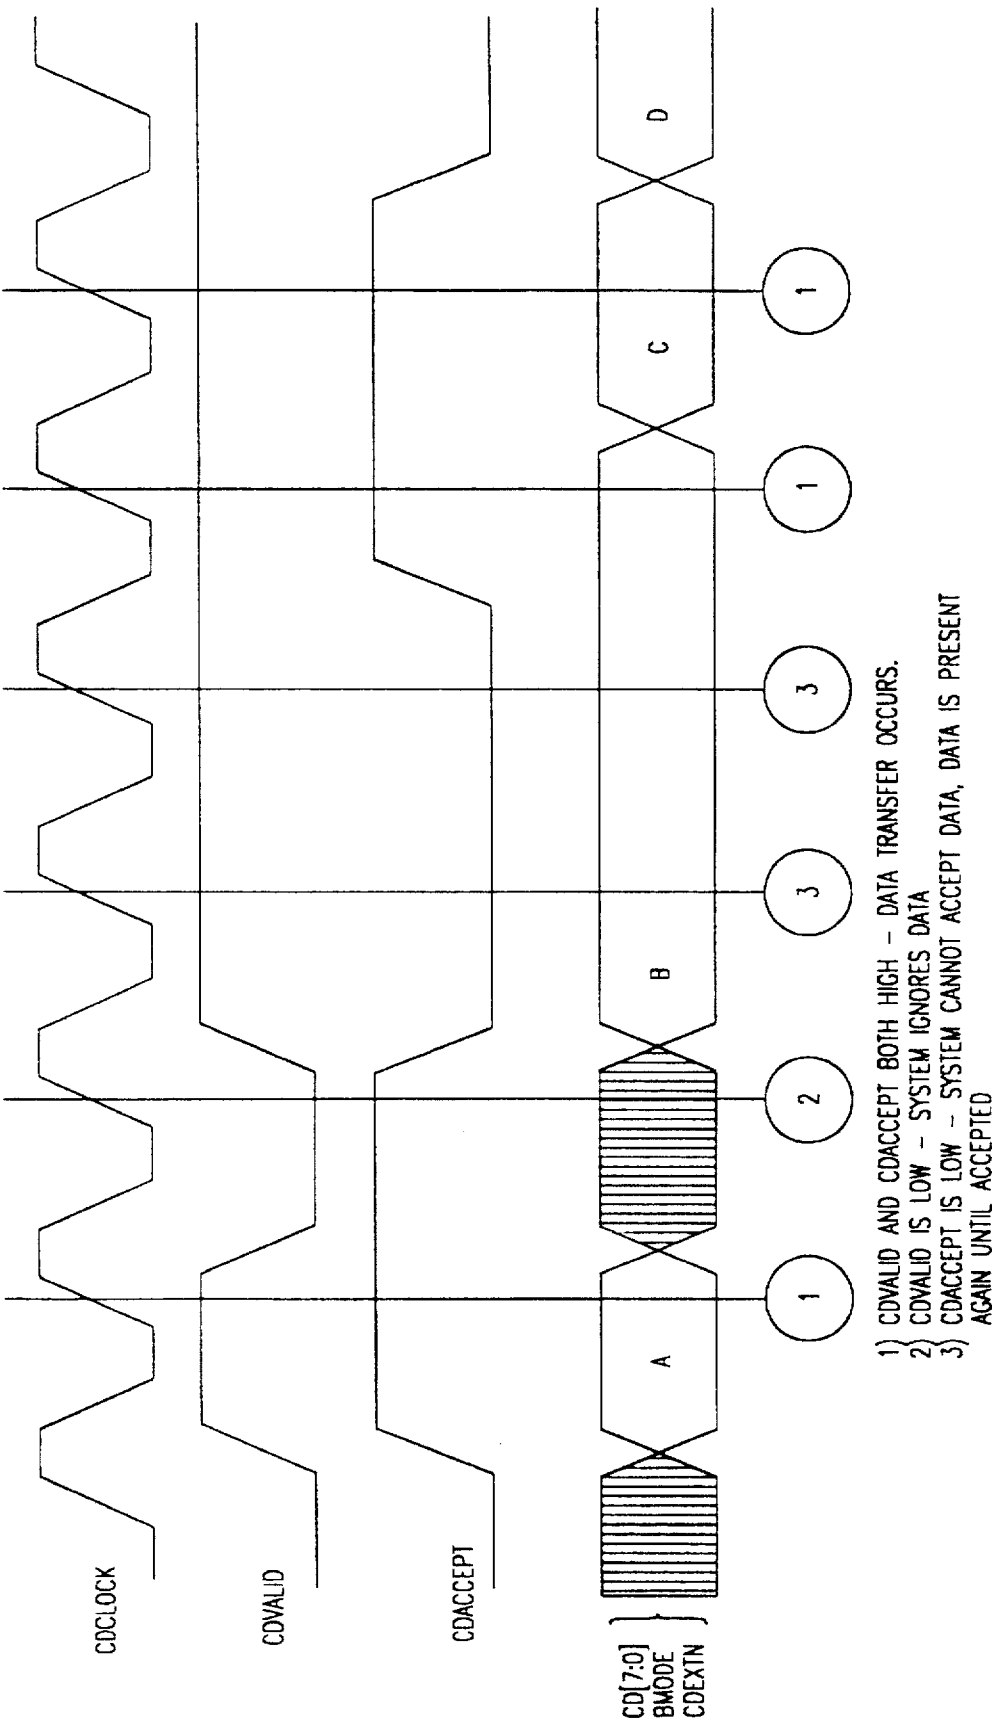 CDCLOCK
CDVALID
CDACCEPT
CD[7:0]
BMODE
CDEXTN
A
B
C
D
1
2
3
3
1
1
1) CDVALID AND CDACCEPT BOTH HIGH - DATA TRANSFER OCCURS.
2) CDVALID IS LOW - SYSTEM IGNORES DATA
3) CDACCEPT IS LOW - SYSTEM CANNOT ACCEPT DATA, DATA IS PRESENT
AGAIN UNTIL ACCEPTED